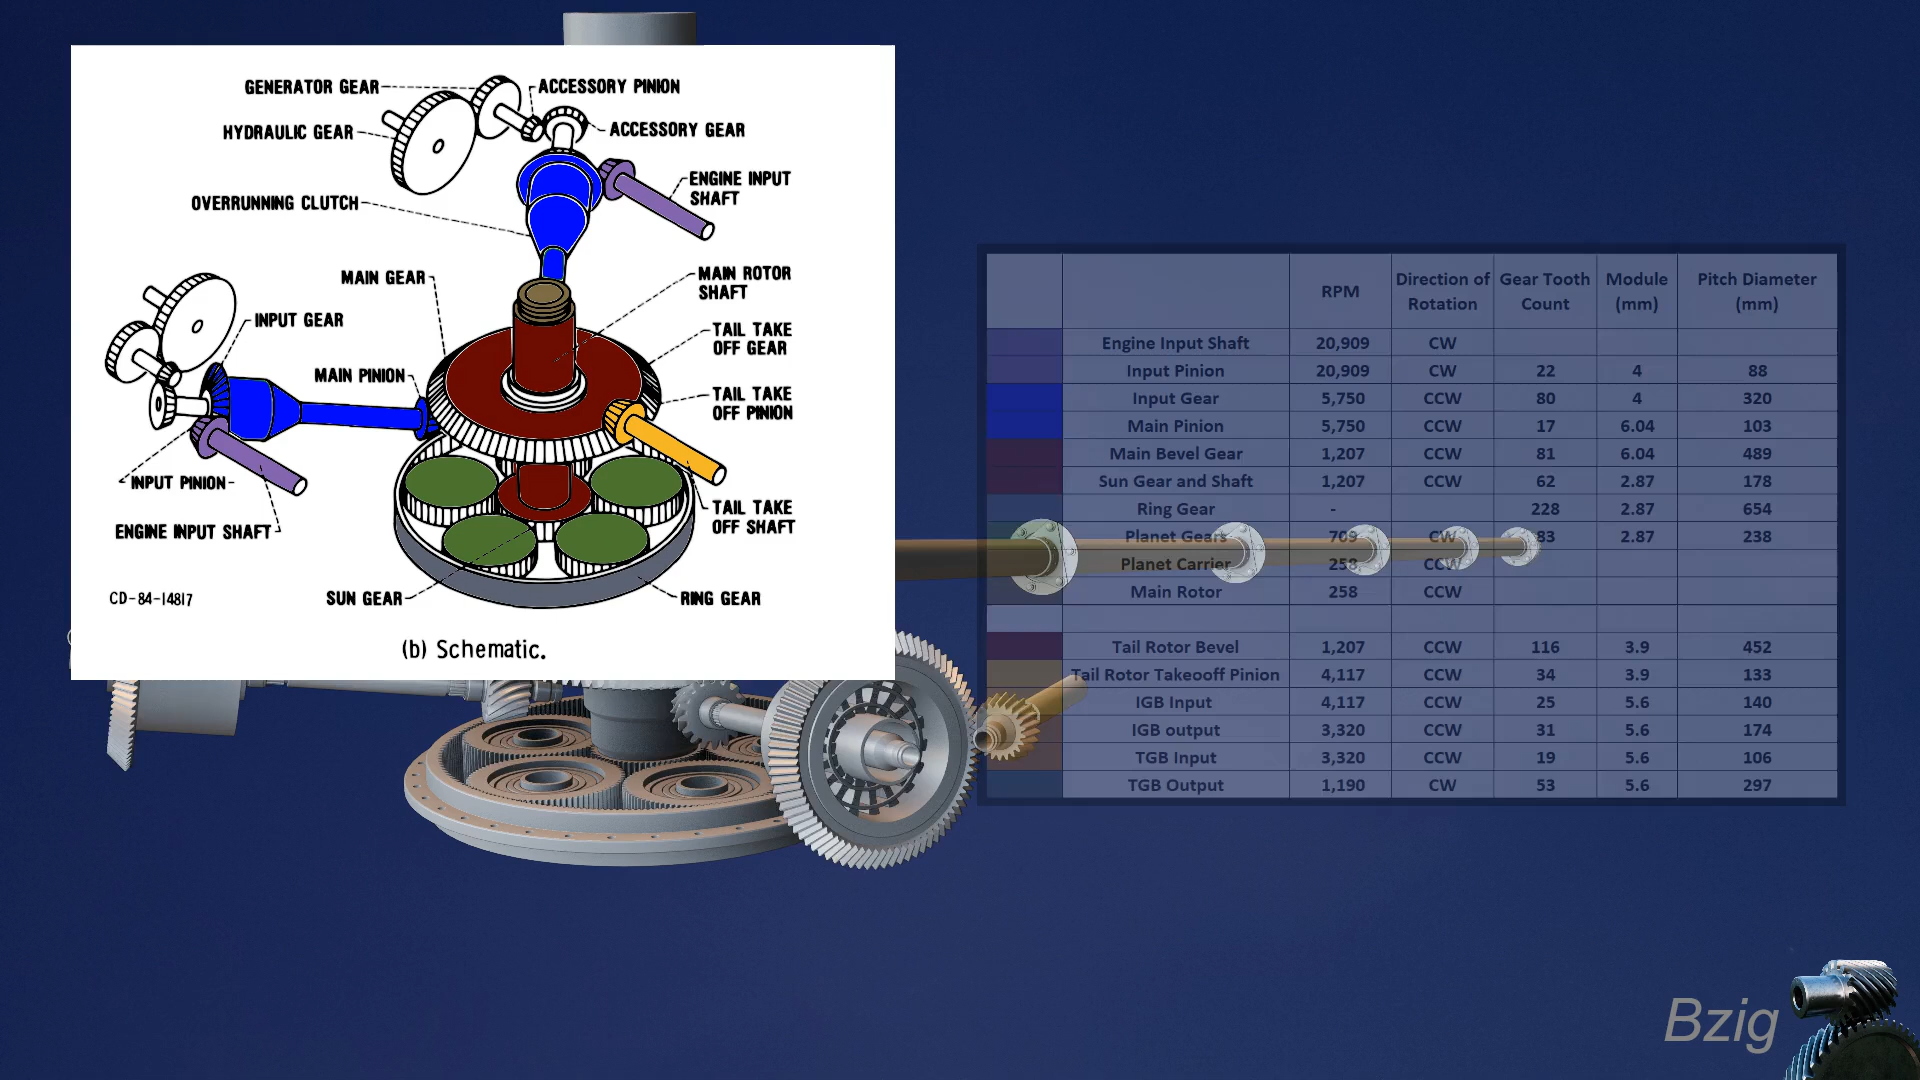 GENERATOR GEAR
ACCESSORY PINION
HYDRAULIC GEAR
ACCESSORY GEAR
ENGINE INPUT
SHAFT
OVERRUNNING CLUTCH
MAIN GEAR
MAIN ROTOR
SHAFT
INPUT GEAR
TAIL TAKE
OFF GEAR
MAIN PINION
TAIL TAKE
OFF PINION
INPUT PINION
TAIL TAKE
OFF SHAFT
ENGINE INPUT SHAFT
CD-84-14817
SUN GEAR
RING GEAR
(b) Schematic.
RPM Direction of Rotation Gear Tooth Count Module (mm) Pitch Diameter (mm)
Engine Input Shaft 20,909 CW
Input Pinion 20,909 CW 22 4 88
Input Gear 5,750 CCW 80 4 320
Main Pinion 5,750 CCW 17 6.04 103
Main Bevel Gear 1,207 CCW 81 6.04 489
Sun Gear and Shaft 1,207 CCW 62 2.87 178
Ring Gear - 228 2.87 654
Planet Gears 709 CW 83 2.87 238
Planet Carrier 258 CCW
Main Rotor 258 CCW
Tail Rotor Bevel 1,207 CCW 116 3.9 452
Tail Rotor Takeooff Pinion 4,117 CCW 34 3.9 133
IGB Input 4,117 CCW 25 5.6 140
IGB output 3,320 CCW 31 5.6 174
TGB Input 3,320 CCW 19 5.6 106
TGB Output 1,190 CW 53 5.6 297
Bzig